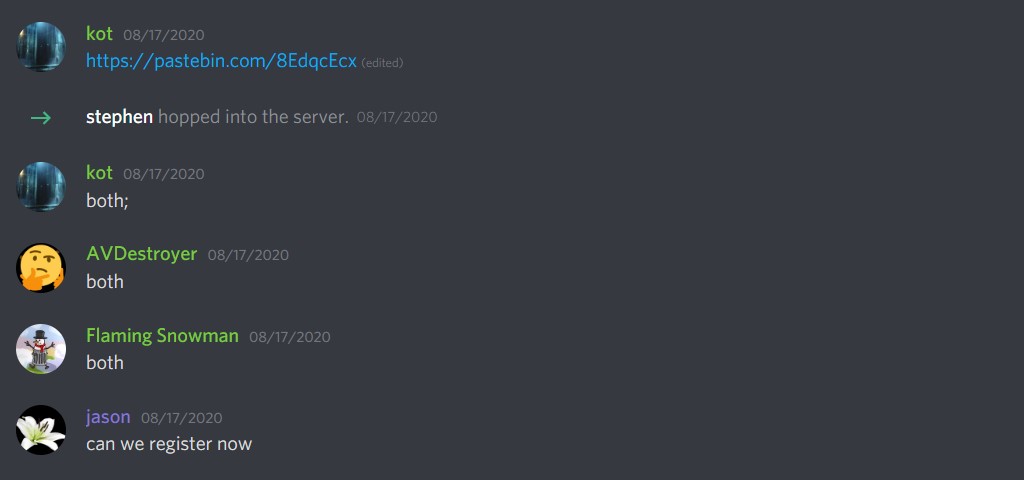 kot 08/17/2020
https://pastebin.com/8EdqcEcx (edited)
stephen hopped into the server. 08/17/2020
kot 08/17/2020
both;
AVDestroyer 08/17/2020
both
Flaming Snowman 08/17/2020
both
jason 08/17/2020
can we register now